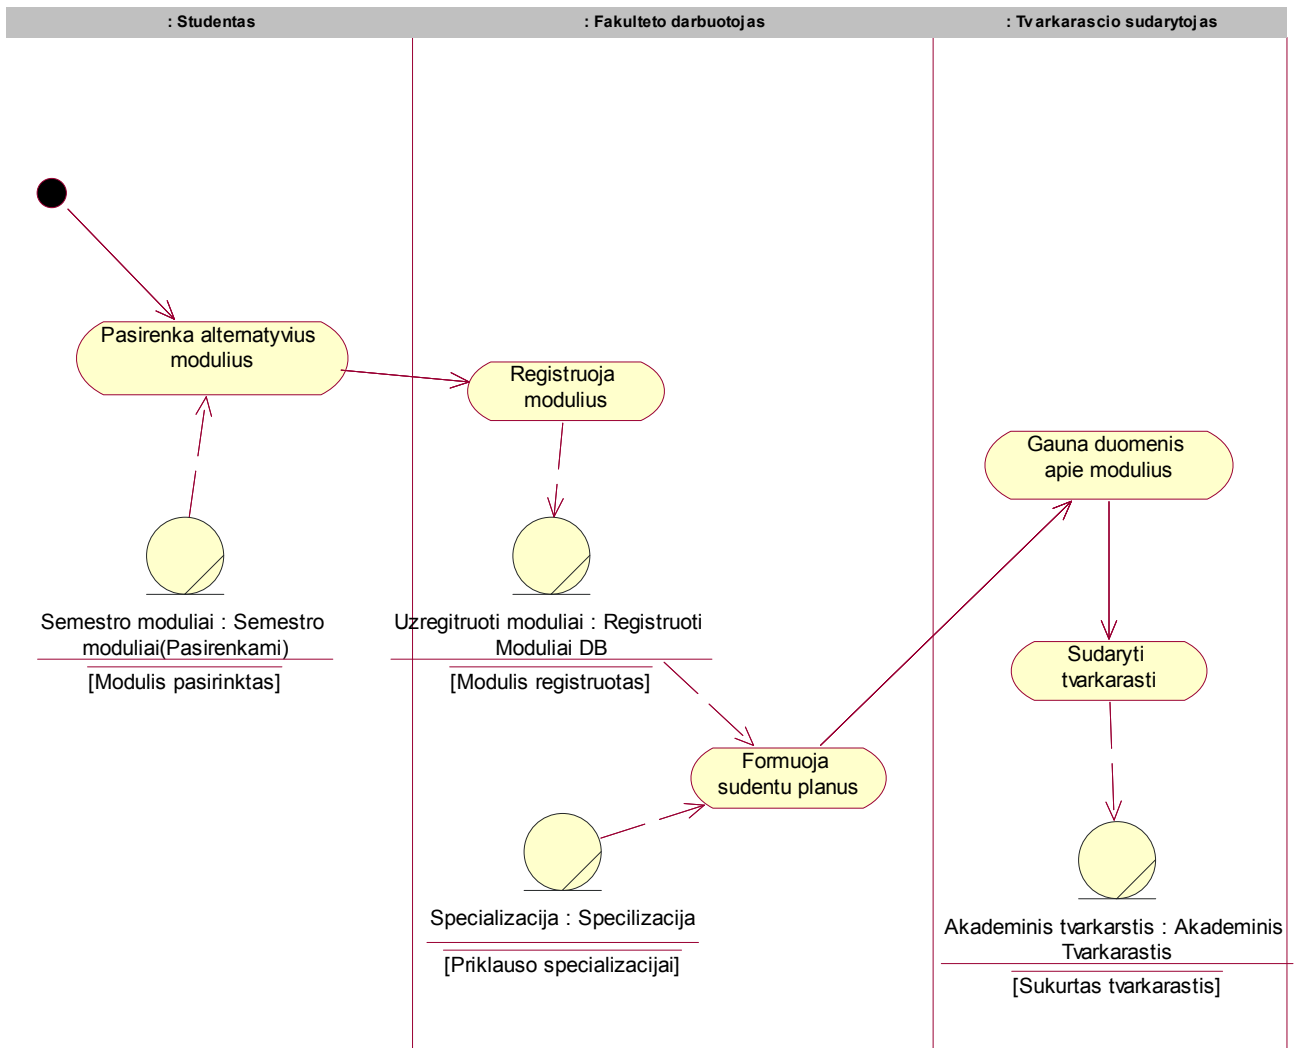 : Studentas
: Fakulteto darbuotojas
: Tvarkarascio sudarytojas
Pasirenka alternatyvius
modulius
Registruoja
modulius
Gauna duomenis
apie modulius
Semestro moduliai : Semestro
moduliai(Pasirenkami)
[Modulis pasirinktas]
Uzregitruoti moduliai : Registruoti
Moduliai DB
[Modulis registruotas]
Sudaryti
tvarkarasti
Formuoja
sudentu planus
Specializacija : Specilizacija
[Priklauso specializacijai]
Akademinis tvarkarstis : Akademinis
Tvarkarastis
[Sukurtas tvarkarastis]